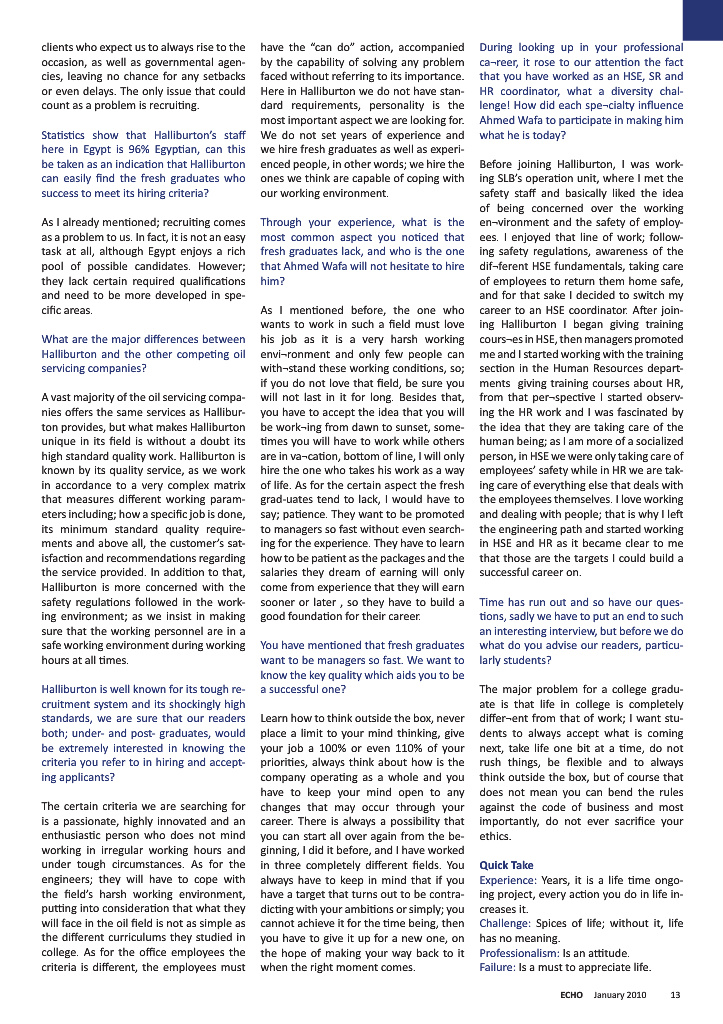 clients who expect us to always rise to the
occasion, as well as governmental agen-
cies, leaving no chance for any setbacks
or even delays. The only issue that could
count as a problem is recruiting.
Statistics show that Halliburton's staff
here in Egypt is 96% Egyptian, can this
be taken as an indication that Halliburton
can easily find the fresh graduates who
success to meet its hiring criteria?
As I already mentioned; recruiting comes
as a problem to us. In fact, it is not an easy
task at all, although Egypt enjoys a rich
pool of possible candidates. However;
they lack certain required qualifications
and need to be more developed in spe-
cific areas.
What are the major differences between
Halliburton and the other competing oil
servicing companies?
A vast majority of the oil servicing compa-
nies offers the same services as Hallibur-
ton provides, but what makes Halliburton
unique in its field is without a doubt its
high standard quality work. Halliburton is
known by its quality service, as we work
in accordance to a very complex matrix
that measures different working param-
eters including; how a specific job is done,
its minimum standard quality require-
ments and above all, the customer's sat-
isfaction and recommendations regarding
the service provided. In addition to that,
Halliburton is more concerned with the
safety regulations followed in the work-
ing environment; as we insist in making
sure that the working personnel are in a
safe working environment during working
hours at all times.
Halliburton is well known for its tough re-
cruitment system and its shockingly high
standards, we are sure that our readers
both; under- and post- graduates, would
be extremely interested in knowing the
criteria you refer to in hiring and accept-
ing applicants?
The certain criteria we are searching for
is a passionate, highly innovated and an
enthusiastic person who does not mind
working in irregular working hours and
under tough circumstances. As for the
engineers; they will have to cope with
the field's harsh working environment,
putting into consideration that what they
will face in the oil field is not as simple as
the different curriculums they studied in
college. As for the office employees the
criteria is different, the employees must
have the "can do" action, accompanied
by the capability of solving any problem
faced without referring to its importance.
Here in Halliburton we do not have stan-
dard requirements, personality is the
most important aspect we are looking for.
We do not set years of experience and
we hire fresh graduates as well as experi-
enced people, in other words; we hire the
ones we think are capable of coping with
our working environment.
Through your experience, what is the
most common aspect you noticed that
fresh graduates lack, and who is the one
that Ahmed Wafa will not hesitate to hire
him?
As I mentioned before, the one who
wants to work in such a field must love
his job as it is a very harsh working
envi¬ronment and only few people can
with¬stand these working conditions, so;
if you do not love that field, be sure you
will not last in it for long. Besides that,
you have to accept the idea that you will
be work¬ing from dawn to sunset, some-
times you will have to work while others
are in va¬cation, bottom of line, I will only
hire the one who takes his work as a way
of life. As for the certain aspect the fresh
grad-uates tend to lack, I would have to
say; patience. They want to be promoted
to managers so fast without even search-
ing for the experience. They have to learn
how to be patient as the packages and the
salaries they dream of earning will only
come from experience that they will earn
sooner or later , so they have to build a
good foundation for their career.
You have mentioned that fresh graduates
want to be managers so fast. We want to
know the key quality which aids you to be
a successful one?
Learn how to think outside the box, never
place a limit to your mind thinking, give
your job a 100% or even 110% of your
priorities, always think about how is the
company operating as a whole and you
have to keep your mind open to any
changes that may occur through your
career. There is always a possibility that
you can start all over again from the be-
ginning, I did it before, and I have worked
in three completely different fields. You
always have to keep in mind that if you
have a target that turns out to be contra-
dicting with your ambitions or simply; you
cannot achieve it for the time being, then
you have to give it up for a new one, on
the hope of making your way back to it
when the right moment comes.
During looking up in your professional
ca¬reer, it rose to our attention the fact
that you have worked as an HSE, SR and
HR coordinator, what a diversity chal-
lenge! How did each spe¬cialty influence
Ahmed Wafa to participate in making him
what he is today?
Before joining Halliburton, I was work-
ing SLB's operation unit, where I met the
safety staff and basically liked the idea
of being concerned over the working
en¬vironment and the safety of employ-
ees. I enjoyed that line of work; follow-
ing safety regulations, awareness of the
dif¬ferent HSE fundamentals, taking care
of employees to return them home safe,
and for that sake I decided to switch my
career to an HSE coordinator. After join-
ing Halliburton I began giving training
cours¬es in HSE, then managers promoted
me and I started working with the training
section in the Human Resources depart-
ments giving training courses about HR,
from that per¬spective I started observ-
ing the HR work and I was fascinated by
the idea that they are taking care of the
human being; as I am more of a socialized
person, in HSE we were only taking care of
employees' safety while in HR we are tak-
ing care of everything else that deals with
the employees themselves. I love working
and dealing with people; that is why I left
the engineering path and started working
in HSE and HR as it became clear to me
that those are the targets I could build a
successful career on.
Time has run out and so have our ques-
tions, sadly we have to put an end to such
an interesting interview, but before we do
what do you advise our readers, particu-
larly students?
The major problem for a college gradu-
ate is that life in college is completely
differ¬ent from that of work; I want stu-
dents to always accept what is coming
next, take life one bit at a time, do not
rush things, be flexible and to always
think outside the box, but of course that
does not mean you can bend the rules
against the code of business and most
importantly, do not ever sacrifice your
ethics.
Quick Take
Experience: Years, it is a life time ongo-
ing project, every action you do in life in-
creases it.
Challenge: Spices of life; without it, life
has no meaning.
Professionalism: Is an attitude.
Failure: Is a must to appreciate life.
ECHO January 2010 13